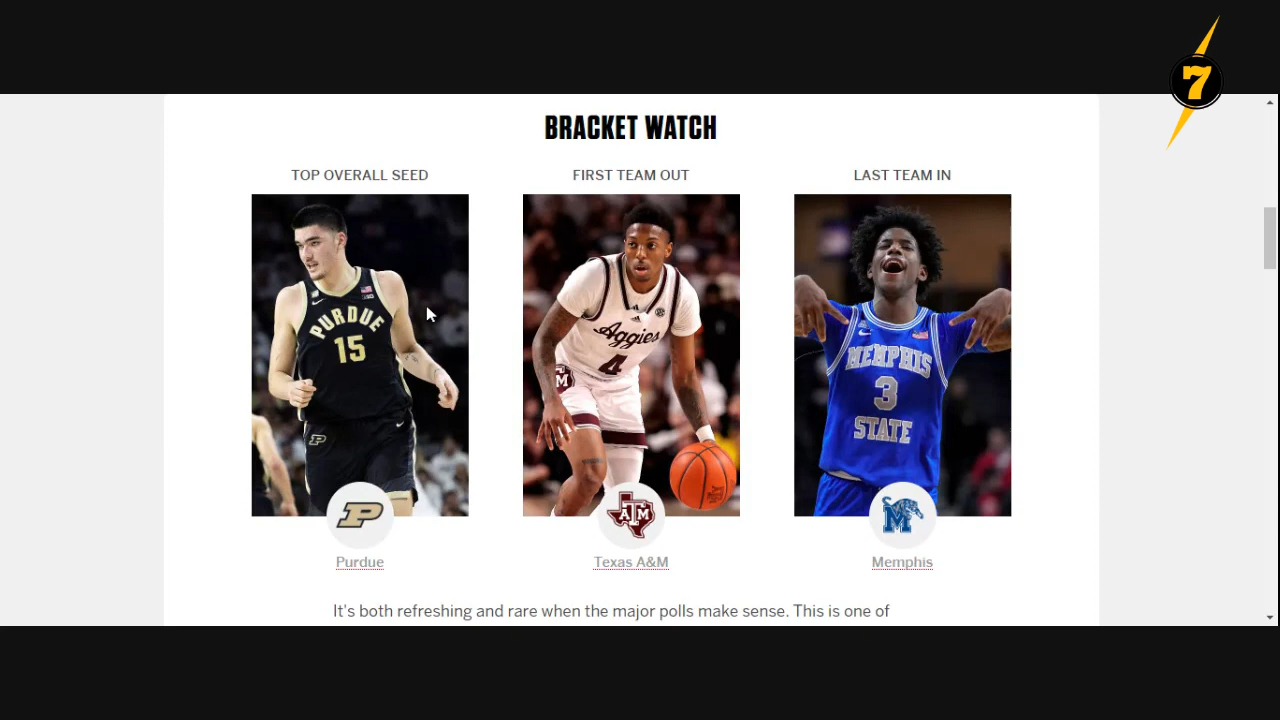 7
BRACKET WATCH
TOP OVERALL SEED
FIRST TEAM OUT
LAST TEAM IN
PURDUE
15
P
P
Purdue
Aggies
4
ATM
Texas A&M
MEMPHIS
3
STATE
M
Memphis
It's both refreshing and rare when the major polls make sense. This is one of